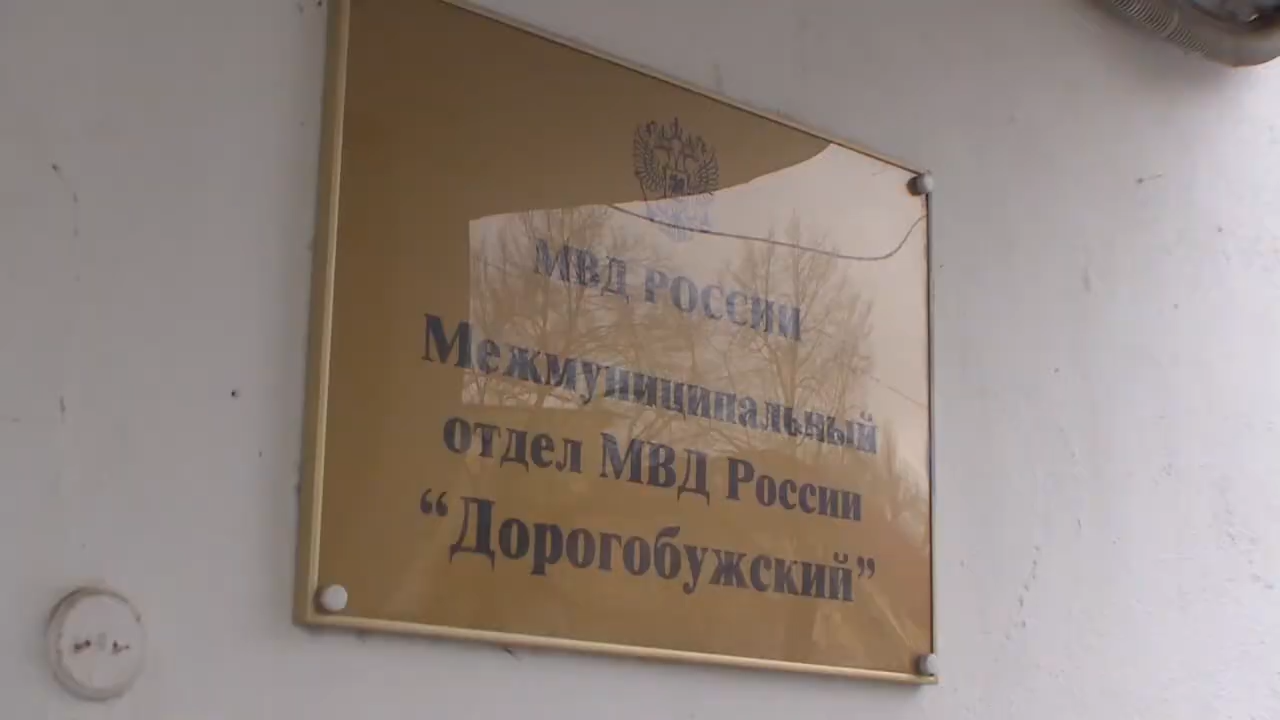 МВД РОССИИ
Межмуниципальный
отдел МВД России
“Дорогобужский”